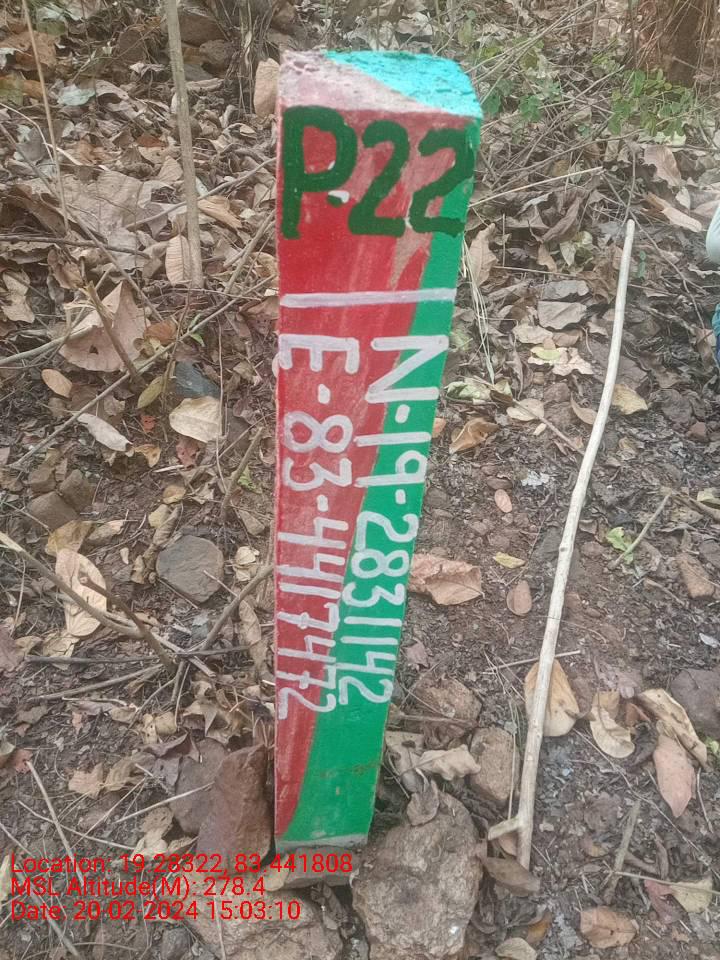 P-22
N-19-2831142
E-83-4417472
Location: 19.28322, 83.441808
MSL Altitude(M): 278.4
Date: 20-02-2024 15:03:10